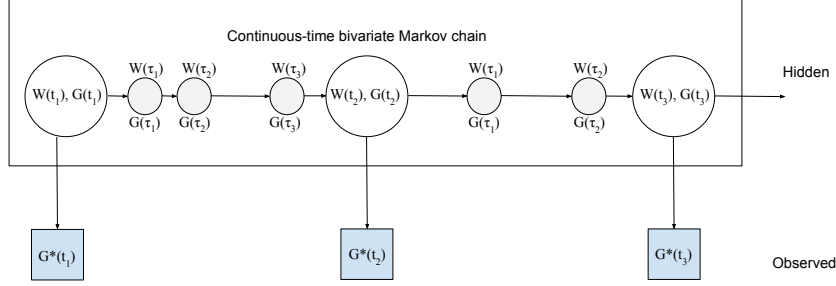 Continuous-time bivariate Markov chain
W(τ₁) W(τ₂) W(τ₃) W(τ₁) W(τ₂)
Hidden
W(t₁), G(t₁) W(t₂), G(t₂) W(t₃), G(t₃)
G(τ₁) G(τ₂) G(τ₃) G(τ₁) G(τ₂)
G*(t₁) G*(t₂) G*(t₃)
Observed